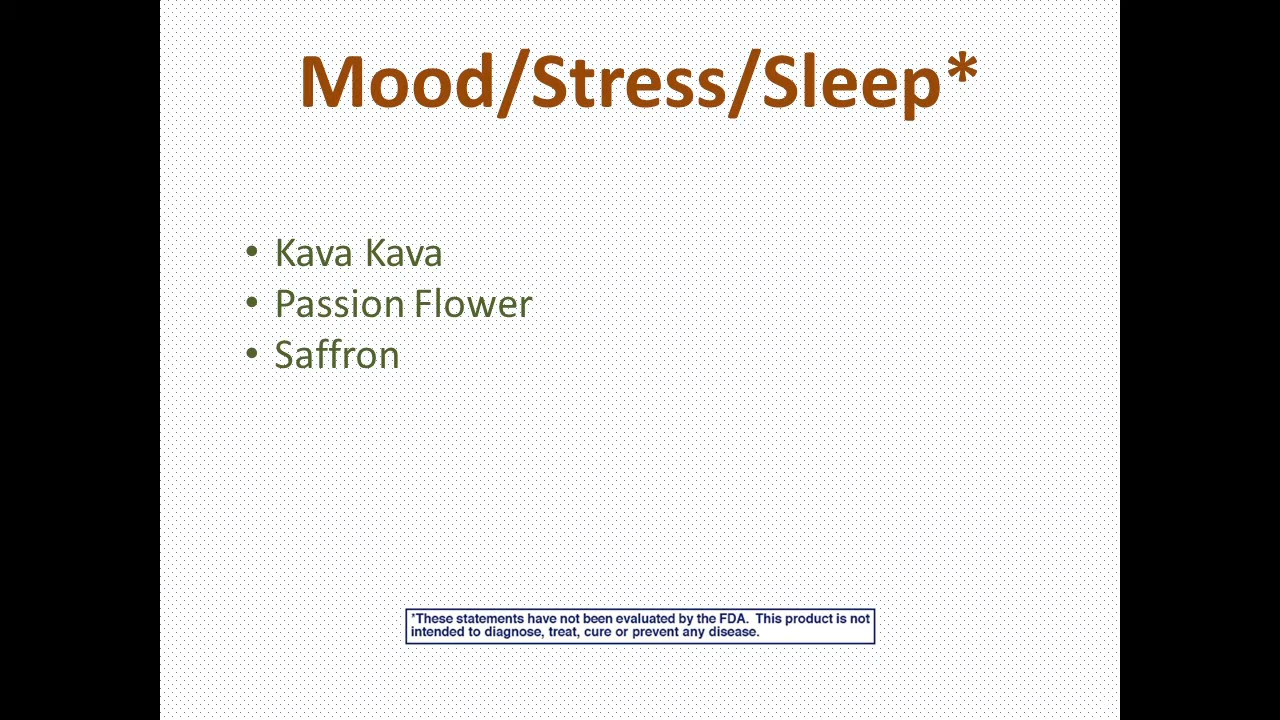 Mood/Stress/Sleep*
• Kava Kava
• Passion Flower
• Saffron
*These statements have not been evaluated by the FDA.  This product is not
intended to diagnose, treat, cure or prevent any disease.